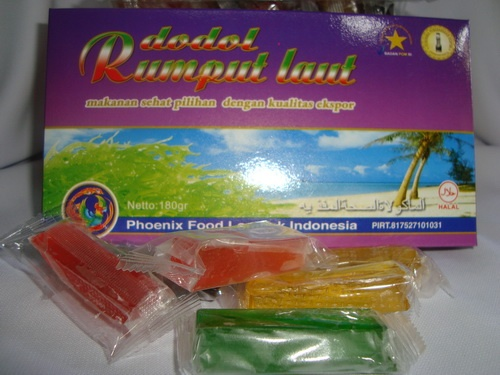 dodol
Rumput laut
makanan sehat pilihan dengan kualitas ekspor
Netto:180gr
HALAL
Phoenix Food Indonesia
PIRT.817527101031